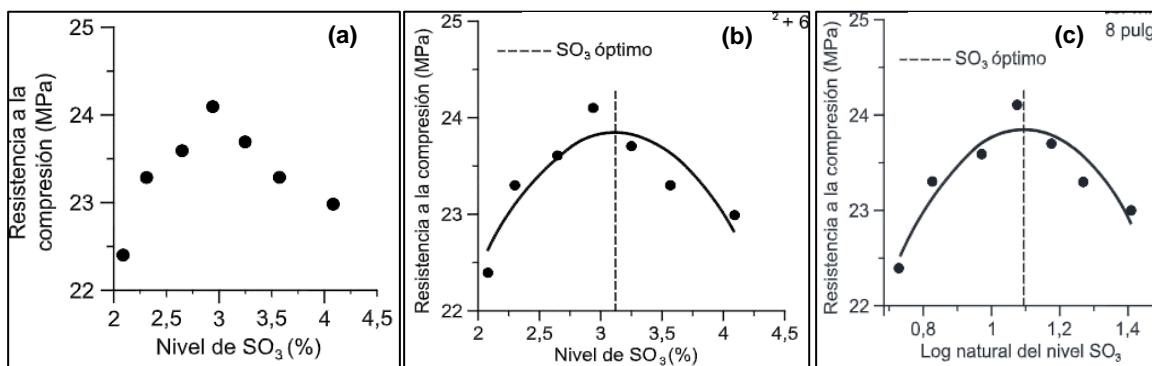 (a)
Resistencia a la
compresión (MPa)
25
24
23
22
2
2,5
3
3,5
4
4,5
Nivel de SO₃ (%)
(b)
² + 6
SO₃ óptimo
Resistencia a la compresión (MPa)
25
24
23
22
2
2,5
3
3,5
4
4,5
Nivel de SO₃ (%)
(c)
8 pulg
SO₃ óptimo
Resistencia a la compresión (MPa)
25
24
23
22
0,8
1
1,2
1,4
Log natural del nivel SO₃